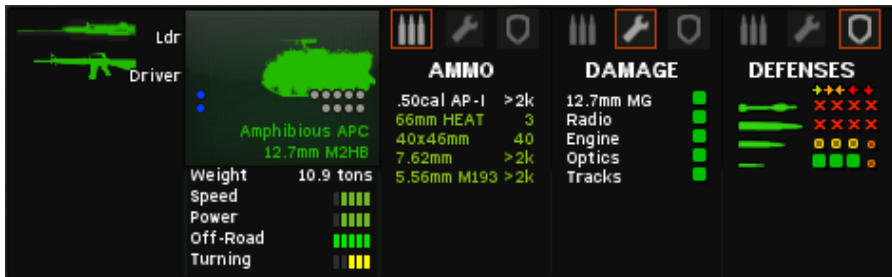 Ldr
Driver
Amphibious APC
12.7mm M2HB
Weight 10.9 tons
Speed
Power
Off-Road
Turning
AMMO
.50cal AP-I >2k
66mm HEAT 3
40x46mm 40
7.62mm >2k
5.56mm M193 >2k
DAMAGE
12.7mm MG
Radio
Engine
Optics
Tracks
DEFENSES